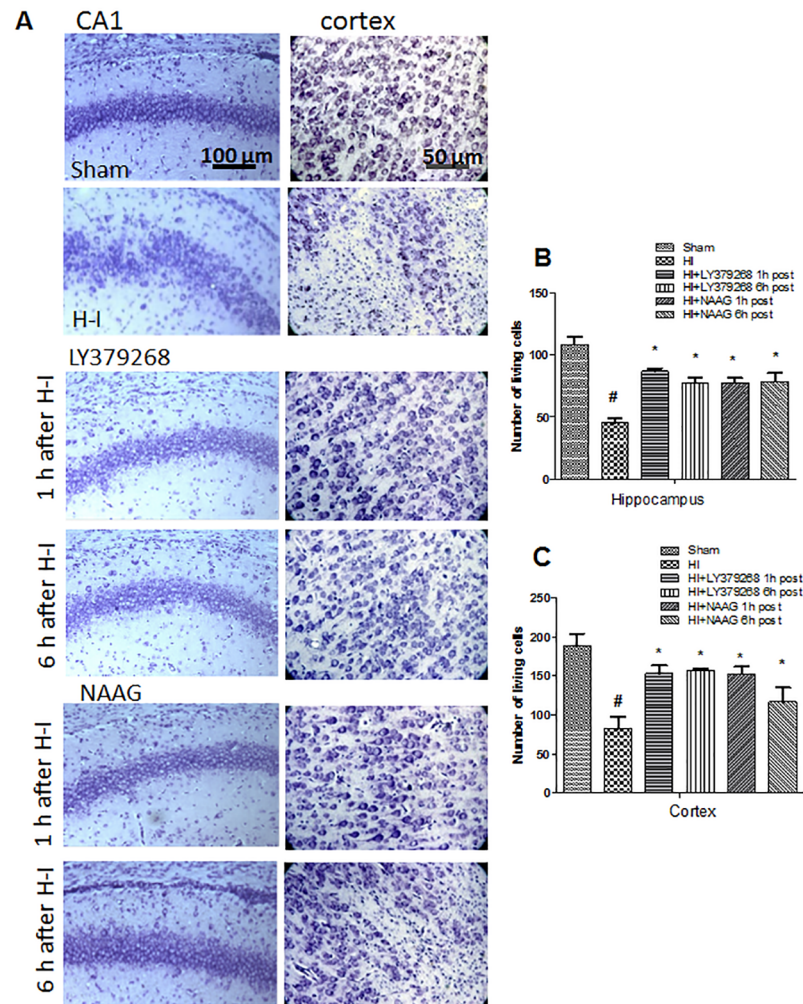 A
CA1
cortex
Sham
100 µm
50 µm
H-I
LY379268
1 h after H-I
6 h after H-I
NAAG
1 h after H-I
6 h after H-I
B
Sham
HI
HI+LY379268 1h post
HI+LY379268 6h post
HI+NAAG 1h post
HI+NAAG 6h post
Number of living cells
150
100
50
0
#
*
*
*
*
Hippocampus
C
Sham
HI
HI+LY379268 1h post
HI+LY379268 6h post
HI+NAAG 1h post
HI+NAAG 6h post
Number of living cells
250
200
150
100
50
0
#
*
*
*
*
Cortex